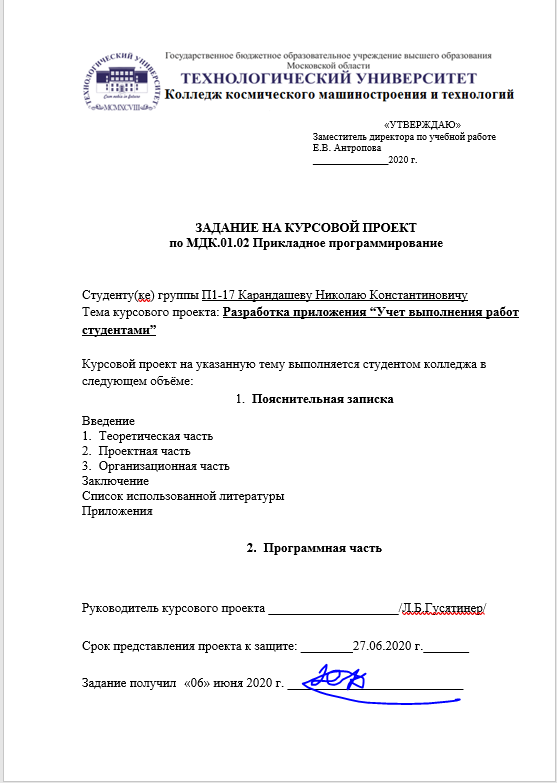 ТЕХНОЛОГИЧЕСКИЙ УНИВЕРСИТЕТ
MCMXCVIII
Государственное бюджетное образовательное учреждение высшего образования
Московской области
ТЕХНОЛОГИЧЕСКИЙ УНИВЕРСИТЕТ
Колледж космического машиностроения и технологий
«УТВЕРЖДАЮ»
Заместитель директора по учебной работе
Е.В. Антропова
_______________2020 г.
ЗАДАНИЕ НА КУРСОВОЙ ПРОЕКТ
по МДК.01.02 Прикладное программирование
Студенту(ке) группы П1-17 Карандашеву Николаю Константиновичу
Тема курсового проекта: Разработка приложения “Учет выполнения работ
студентами”
Курсовой проект на указанную тему выполняется студентом колледжа в
следующем объёме:
1. Пояснительная записка
Введение
1. Теоретическая часть
2. Проектная часть
3. Организационная часть
Заключение
Список использованной литературы
Приложения
2. Программная часть
Руководитель курсового проекта ____________________/Л.Б.Гусятинер/
Срок представления проекта к защите: ________27.06.2020 г._______
Задание получил «06» июня 2020 г. ___________________________